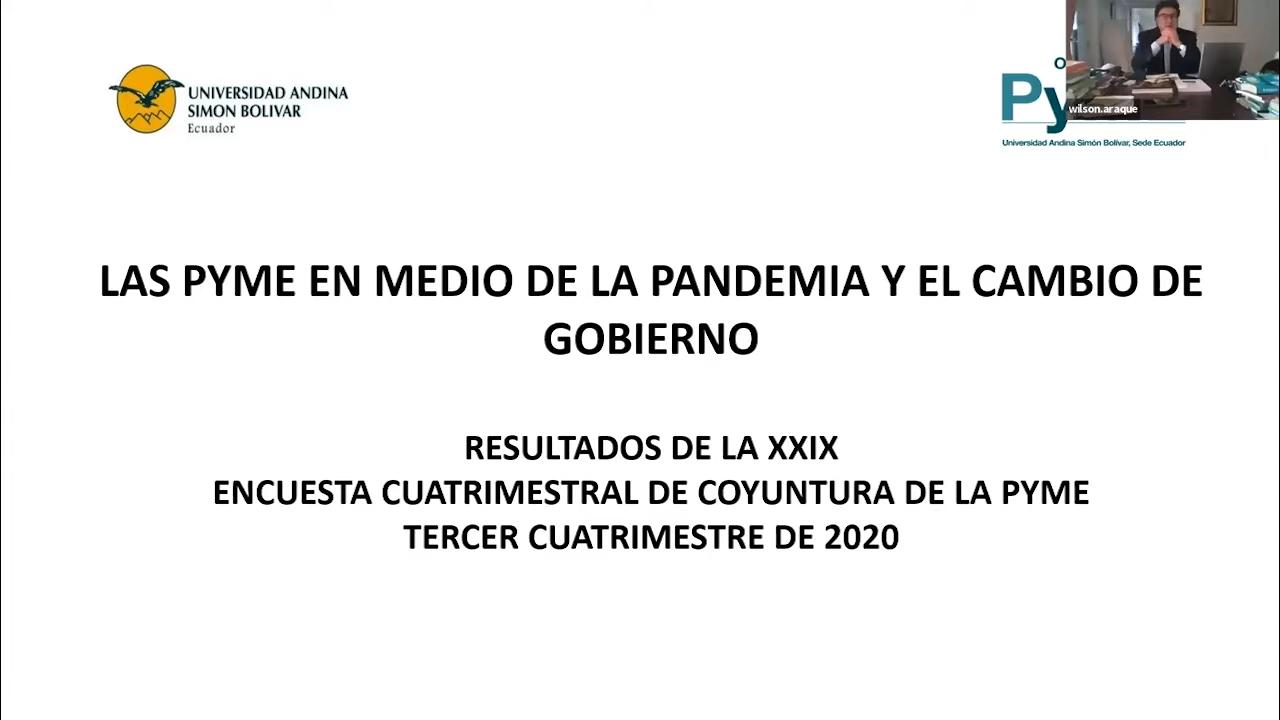 UNIVERSIDAD ANDINA
SIMON BOLIVAR
Ecuador
O
Py
wilson.araque
Universidad Andina Simón Bolívar, Sede Ecuador
LAS PYME EN MEDIO DE LA PANDEMIA Y EL CAMBIO DE
GOBIERNO
RESULTADOS DE LA XXIX
ENCUESTA CUATRIMESTRAL DE COYUNTURA DE LA PYME
TERCER CUATRIMESTRE DE 2020